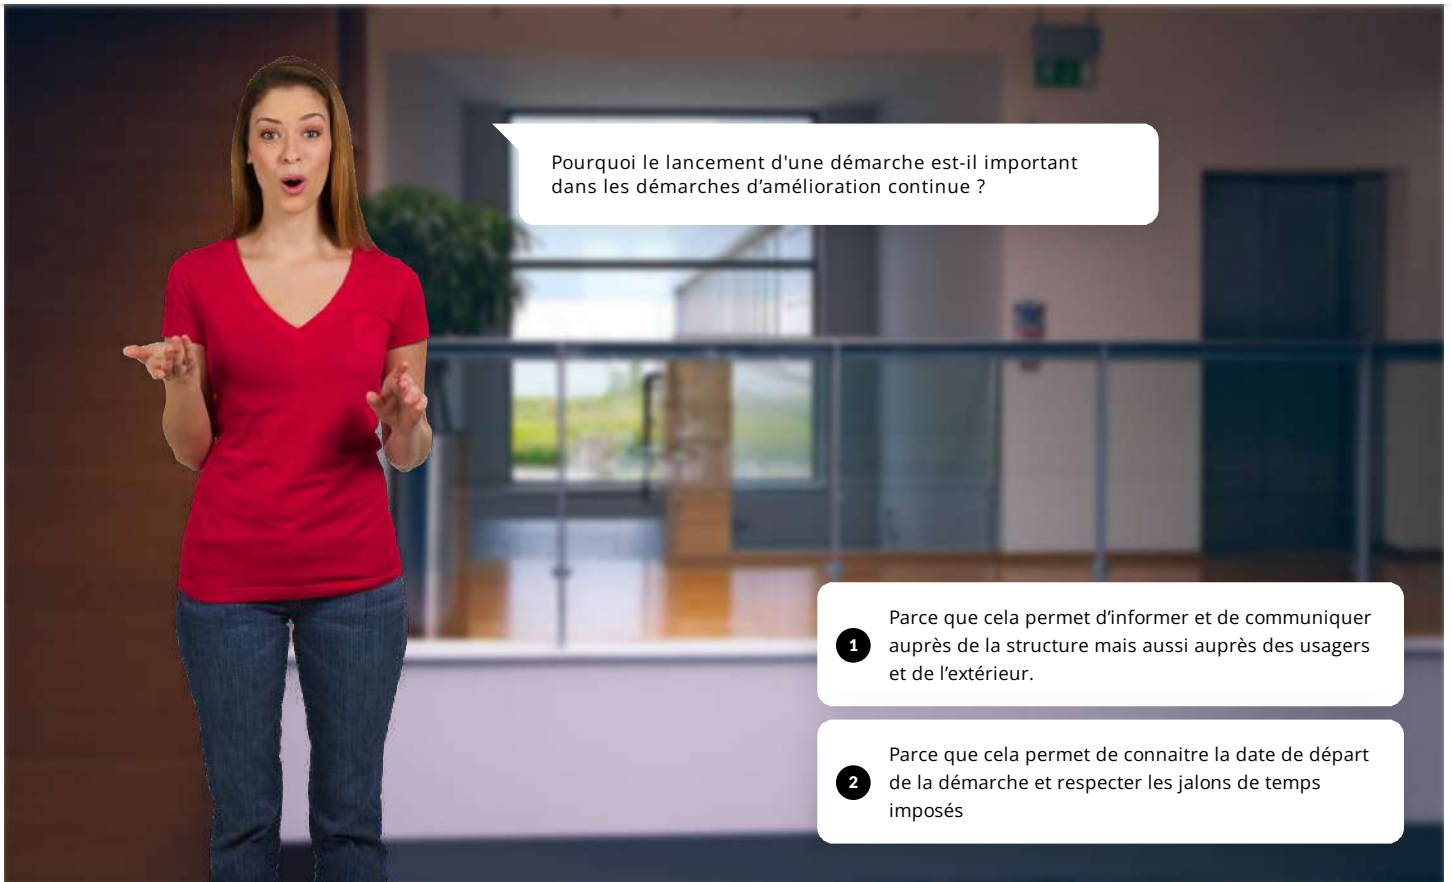 Pourquoi le lancement d'une démarche est-il important
dans les démarches d’amélioration continue ?
1
Parce que cela permet d’informer et de communiquer
auprès de la structure mais aussi auprès des usagers
et de l’extérieur.
2
Parce que cela permet de connaitre la date de départ
de la démarche et respecter les jalons de temps
imposés